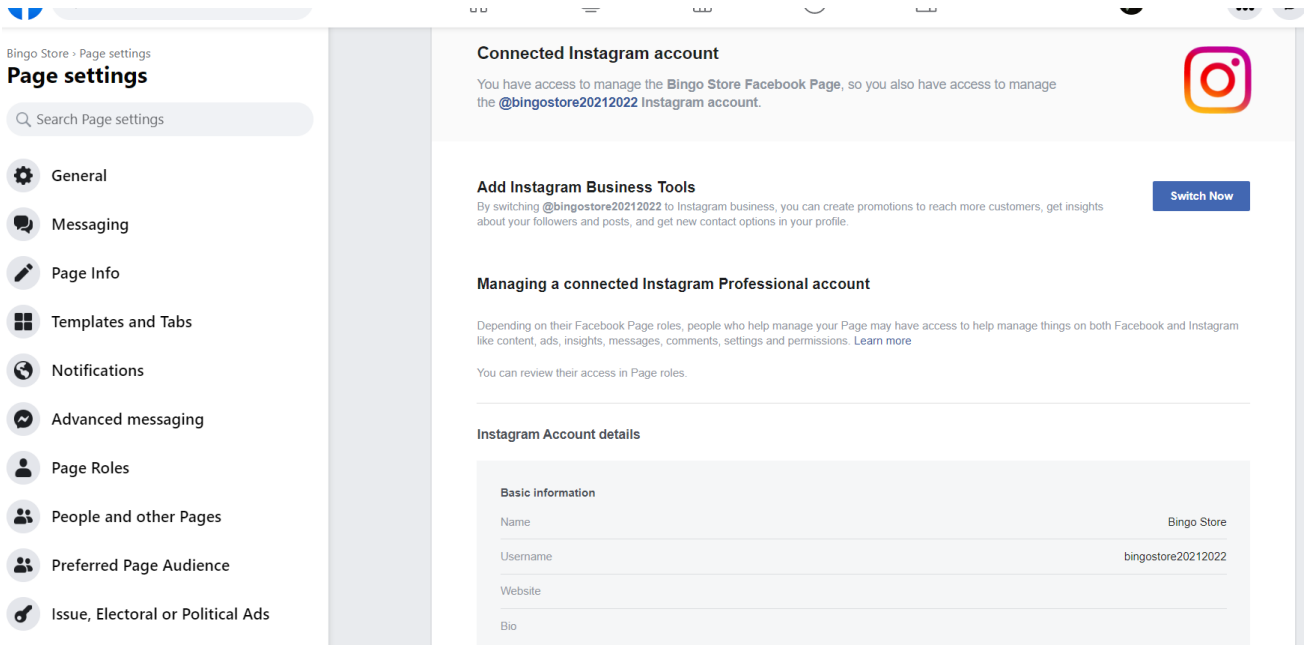 Bingo Store › Page settings
Page settings
Search Page settings
General
Messaging
Page Info
Templates and Tabs
Notifications
Advanced messaging
Page Roles
People and other Pages
Preferred Page Audience
Issue, Electoral or Political Ads
Connected Instagram account
You have access to manage the Bingo Store Facebook Page, so you also have access to manage
the @bingostore20212022 Instagram account.
Add Instagram Business Tools
By switching @bingostore20212022 to Instagram business, you can create promotions to reach more customers, get insights
about your followers and posts, and get new contact options in your profile.
Switch Now
Managing a connected Instagram Professional account
Depending on their Facebook Page roles, people who help manage your Page may have access to help manage things on both Facebook and Instagram
like content, ads, insights, messages, comments, settings and permissions. Learn more
You can review their access in Page roles.
Instagram Account details
Basic information
Name Bingo Store
Username bingostore20212022
Website
Bio